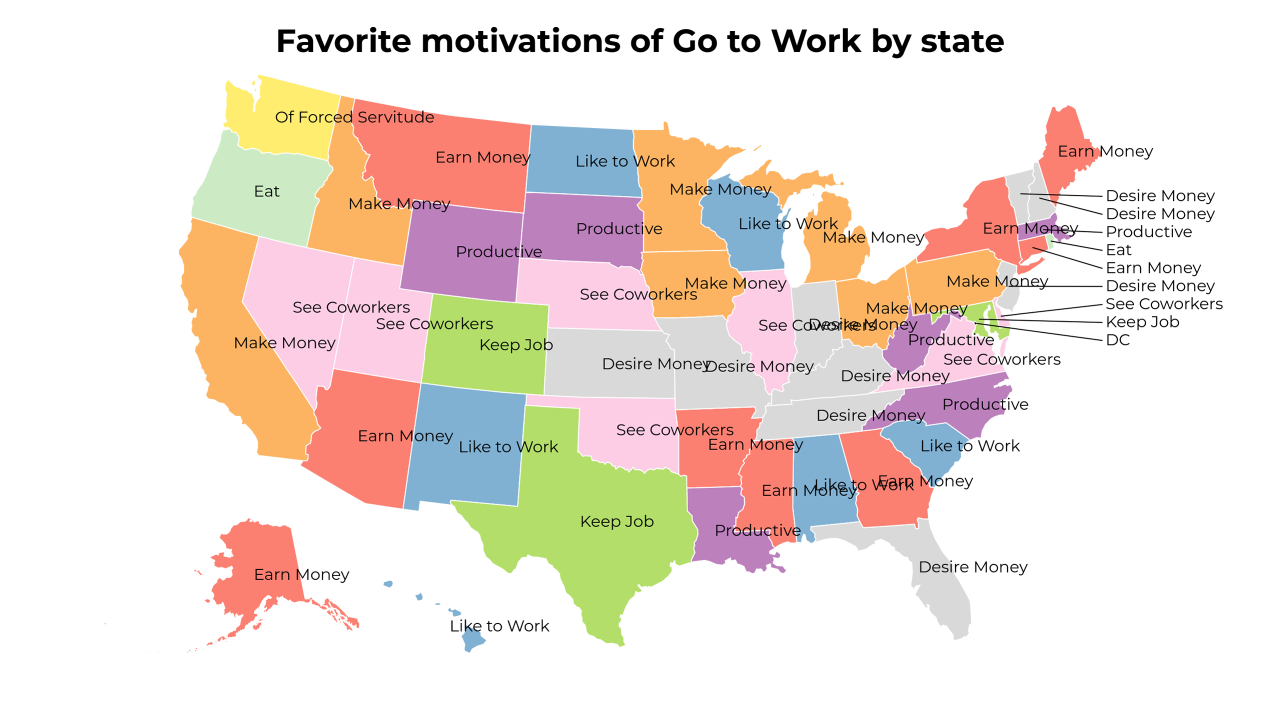 Favorite motivations of Go to Work by state
Of Forced Servitude
Earn Money
Like to Work
Earn Money
Eat
Make Money
Make Money
Productive
Productive
Like to Work
Make Money
Earn Money
Desire Money
Desire Money
Productive
Eat
Earn Money
Desire Money
See Coworkers
Keep Job
DC
Make Money
See Coworkers
See Coworkers
See Coworkers
Make Money
Make Money
Make Money
Keep Job
Desire Money
Desire Money
See Coworkers
Desire Money
Productive
See Coworkers
Desire Money
Desire Money
Productive
Earn Money
Like to Work
See Coworkers
Earn Money
Like to Work
Earn Money
Like to Work
Earn Money
Keep Job
Productive
Desire Money
Earn Money
Like to Work